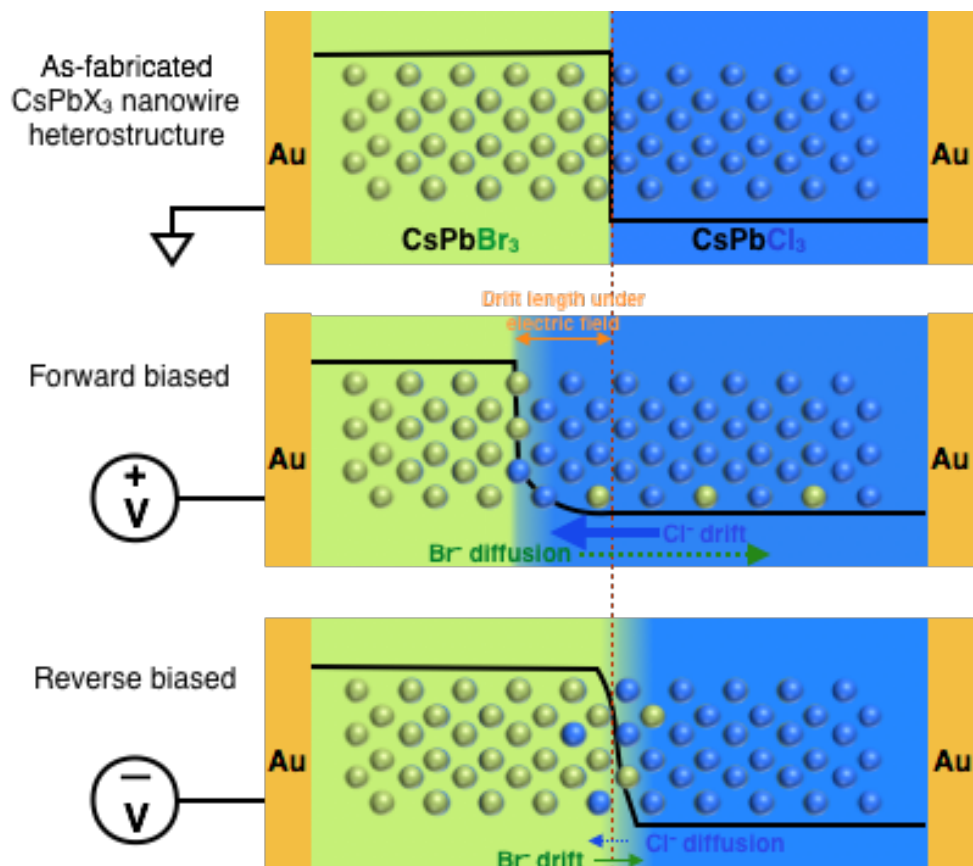 As-fabricated
CsPbX₃ nanowire
heterostructure
Au
Au
CsPbBr₃
CsPbCl₃
Drift length under
electric field
Forward biased
Au
Au
+
V
Cl⁻ drift
Br⁻ diffusion
Reverse biased
Au
Au
−
V
Cl⁻ diffusion
Br⁻ drift